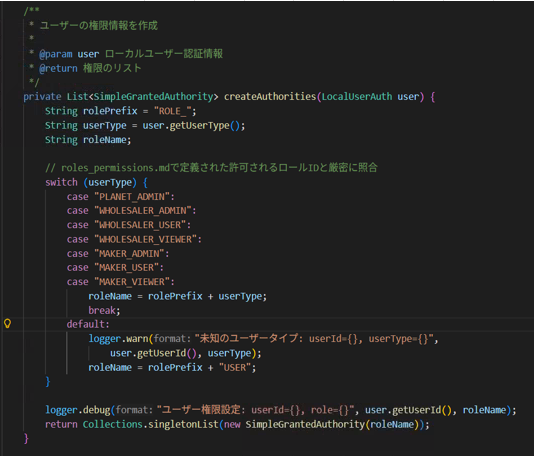 /**
 * ユーザーの権限情報を作成
 *
 * @param user ローカルユーザー認証情報
 * @return 権限のリスト
 */
private List<SimpleGrantedAuthority> createAuthorities(LocalUserAuth user) {
    String rolePrefix = "ROLE_";
    String userType = user.getUserType();
    String roleName;

    // roles_permissions.mdで定義された許可されるロールIDと厳密に照合
    switch (userType) {
        case "PLANET_ADMIN":
        case "WHOLESALER_ADMIN":
        case "WHOLESALER_USER":
        case "WHOLESALER_VIEWER":
        case "MAKER_ADMIN":
        case "MAKER_USER":
        case "MAKER_VIEWER":
            roleName = rolePrefix + userType;
            break;
        default:
            logger.warn(format:"未知のユーザータイプ: userId={}, userType={}",
                user.getUserId(), userType);
            roleName = rolePrefix + "USER";
    }

    logger.debug(format:"ユーザー権限設定: userId={}, role={}", user.getUserId(), roleName);
    return Collections.singletonList(new SimpleGrantedAuthority(roleName));
}